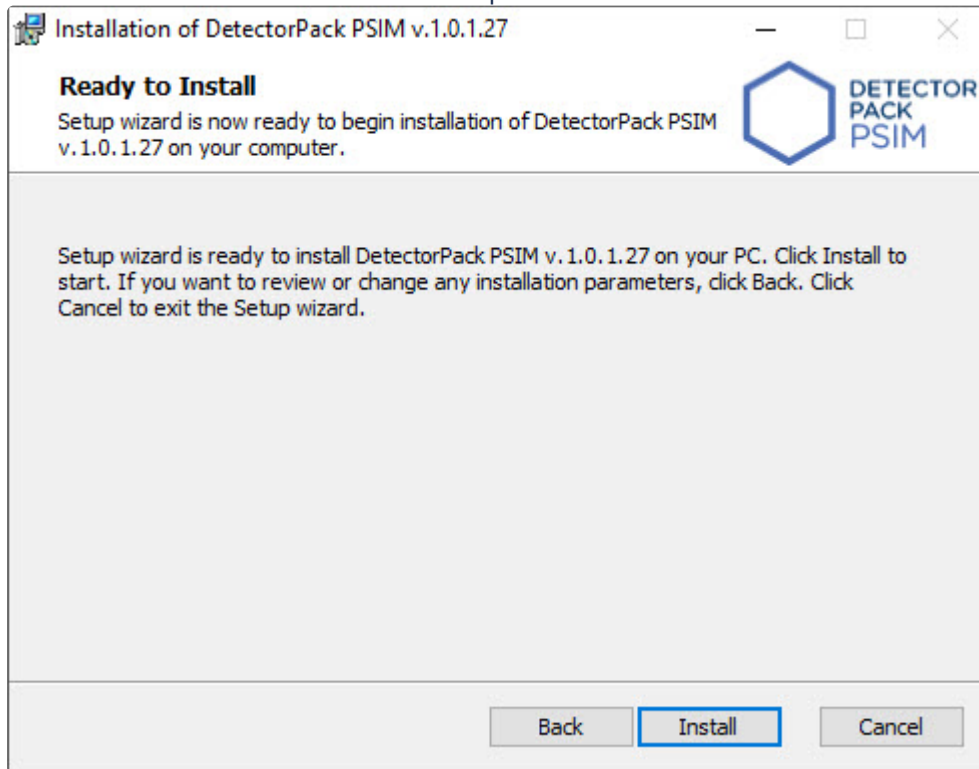 Installation of DetectorPack PSIM v.1.0.1.27
Ready to Install
Setup wizard is now ready to begin installation of DetectorPack PSIM
v.1.0.1.27 on your computer.
DETECTOR
PACK
PSIM
Setup wizard is ready to install DetectorPack PSIM v.1.0.1.27 on your PC. Click Install to
start. If you want to review or change any installation parameters, click Back. Click
Cancel to exit the Setup wizard.
Back
Install
Cancel